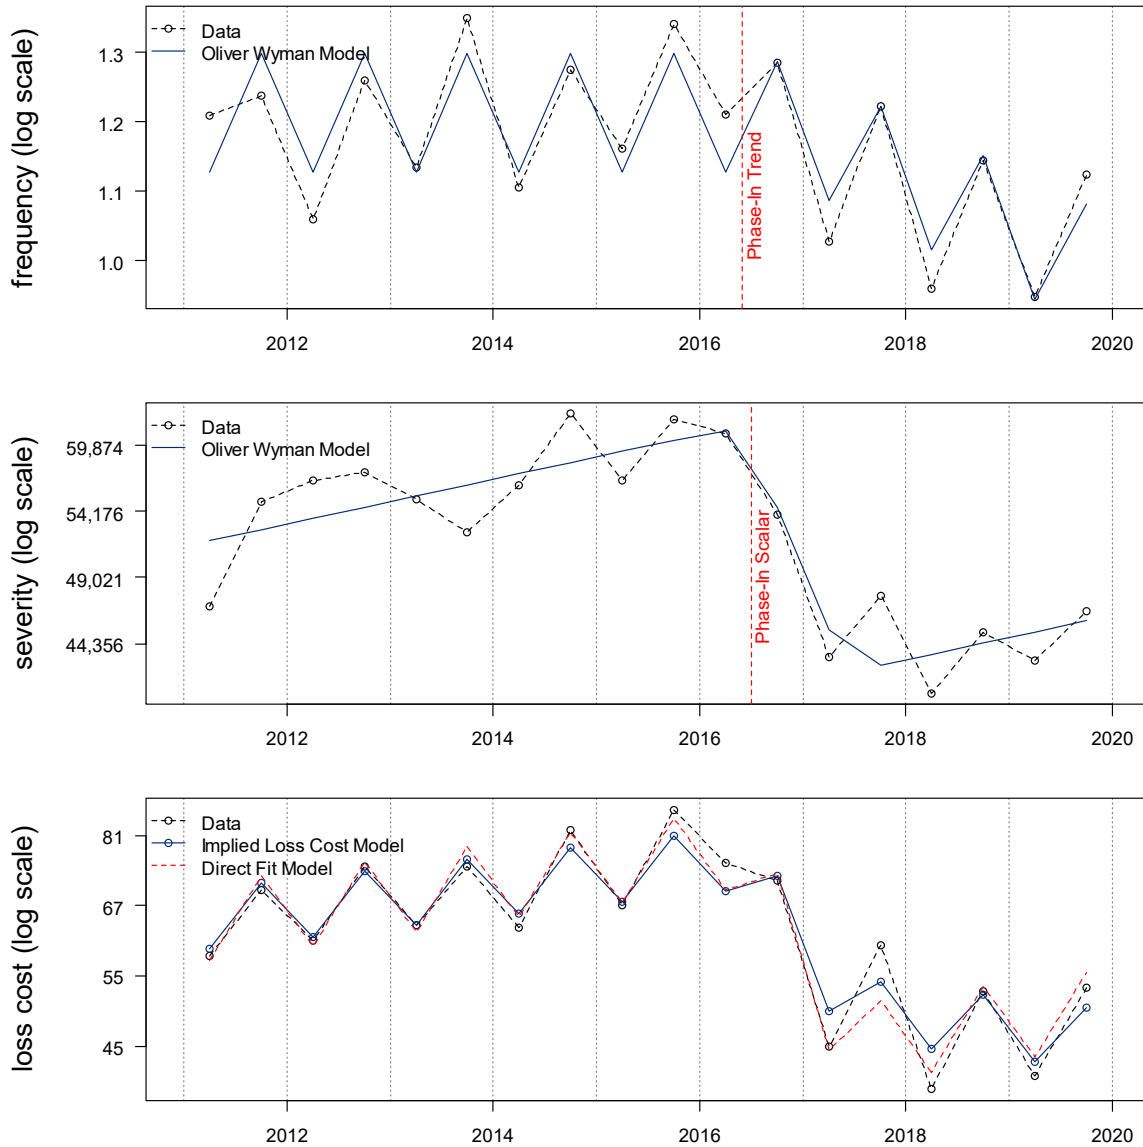 frequency (log scale)
Data
Oliver Wyman Model
1.3
1.2
1.1
1.0
Phase-In Trend
2012
2014
2016
2018
2020
severity (log scale)
Data
Oliver Wyman Model
59,874
54,176
49,021
44,356
Phase-In Scalar
2012
2014
2016
2018
2020
loss cost (log scale)
Data
Implied Loss Cost Model
Direct Fit Model
81
67
55
45
2012
2014
2016
2018
2020